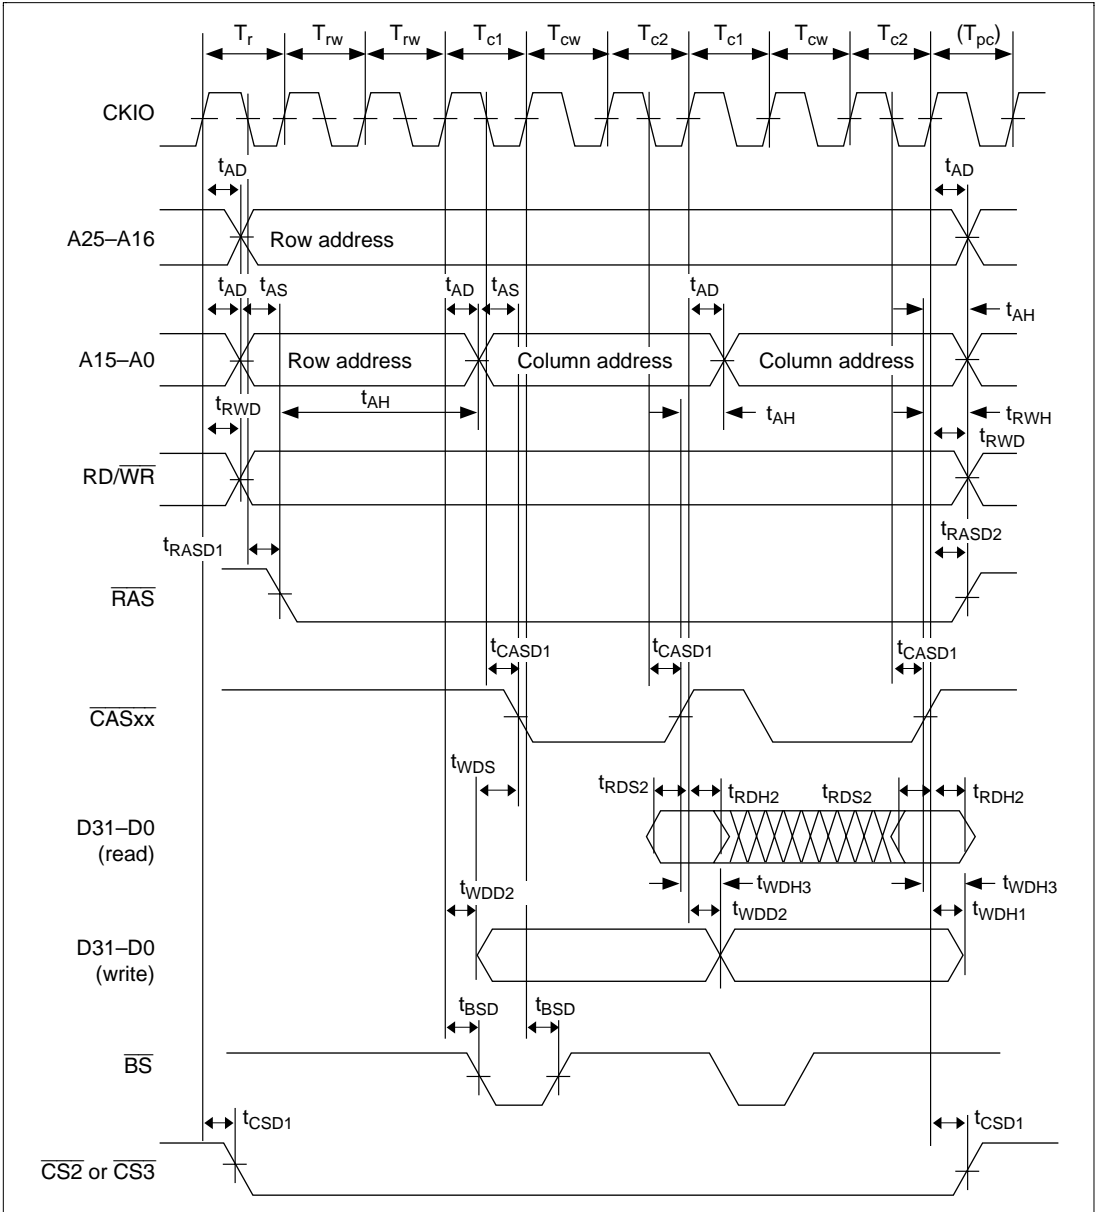 Tr Trw Trw Tc1 Tcw Tc2 Tc1 Tcw Tc2 (Tpc)
CKIO
tAD tAD
A25–A16 Row address
tAD tAS tAD tAS tAD tAH
A15–A0 Row address Column address Column address
tRWD tAH tAH tRWH
tRWD
RD/WR
tRASD1 tRASD2
RAS
tCASD1 tCASD1 tCASD1
CASxx
tWDS
tRDS2 tRDH2 tRDS2 tRDH2
D31–D0
(read)
tWDH3 tWDH3
tWDD2 tWDD2 tWDH1
D31–D0
(write)
tBSD tBSD
BS
tCSD1 tCSD1
CS2 or CS3